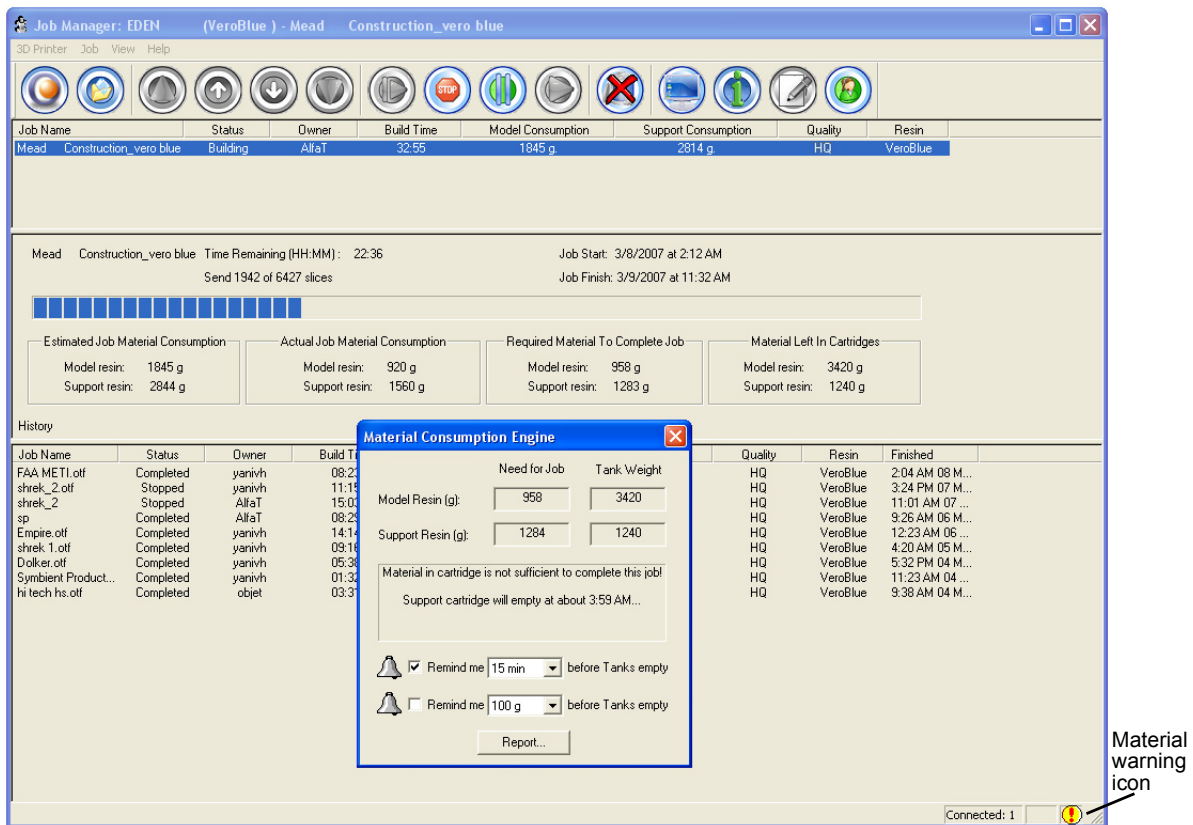 Job Manager: EDEN (VeroBlue ) - Mead Construction_vero blue
3D Printer Job View Help
STOP
Job Name Status Owner Build Time Model Consumption Support Consumption Quality Resin
Mead Construction_vero blue Building AlfaT 32:55 1845 g. 2814 g. HQ VeroBlue
Mead Construction_vero blue Time Remaining (HH:MM) : 22:36 Job Start: 3/8/2007 at 2:12 AM
Send 1942 of 6427 slices Job Finish: 3/9/2007 at 11:32 AM
Estimated Job Material Consumption Actual Job Material Consumption Required Material To Complete Job Material Left In Cartridges
Model resin: 1845 g Model resin: 920 g Model resin: 958 g Model resin: 3420 g
Support resin: 2844 g Support resin: 1560 g Support resin: 1283 g Support resin: 1240 g
History
Job Name Status Owner Build Quality Resin Finished
FAA METI.otf Completed yanivh HQ VeroBlue 2:04 AM 08 M...
shrek_2.otf Stopped yanivh HQ VeroBlue 3:24 PM 07 M...
shrek_2 Stopped AlfaT HQ VeroBlue 11:01 AM 07 ...
sp Completed AlfaT HQ VeroBlue 9:26 AM 06 M...
Empire.otf Completed yanivh HQ VeroBlue 12:23 AM 06 ...
shrek 1.otf Completed yanivh HQ VeroBlue 4:20 AM 05 M...
Dolker.otf Completed yanivh HQ VeroBlue 5:32 PM 04 M...
Symbient Product... Completed yanivh HQ VeroBlue 11:23 AM 04 ...
hi tech hs.otf Completed objet HQ VeroBlue 9:38 AM 04 M...
Material Consumption Engine
Need for Job Tank Weight
Model Resin (g): 958 3420
Support Resin (g): 1284 1240
Material in cartridge is not sufficient to complete this job!
Support cartridge will empty at about 3:59 AM...
Remind me 15 min before Tanks empty
Remind me 100 g before Tanks empty
Report...
Material
warning
icon
Connected: 1